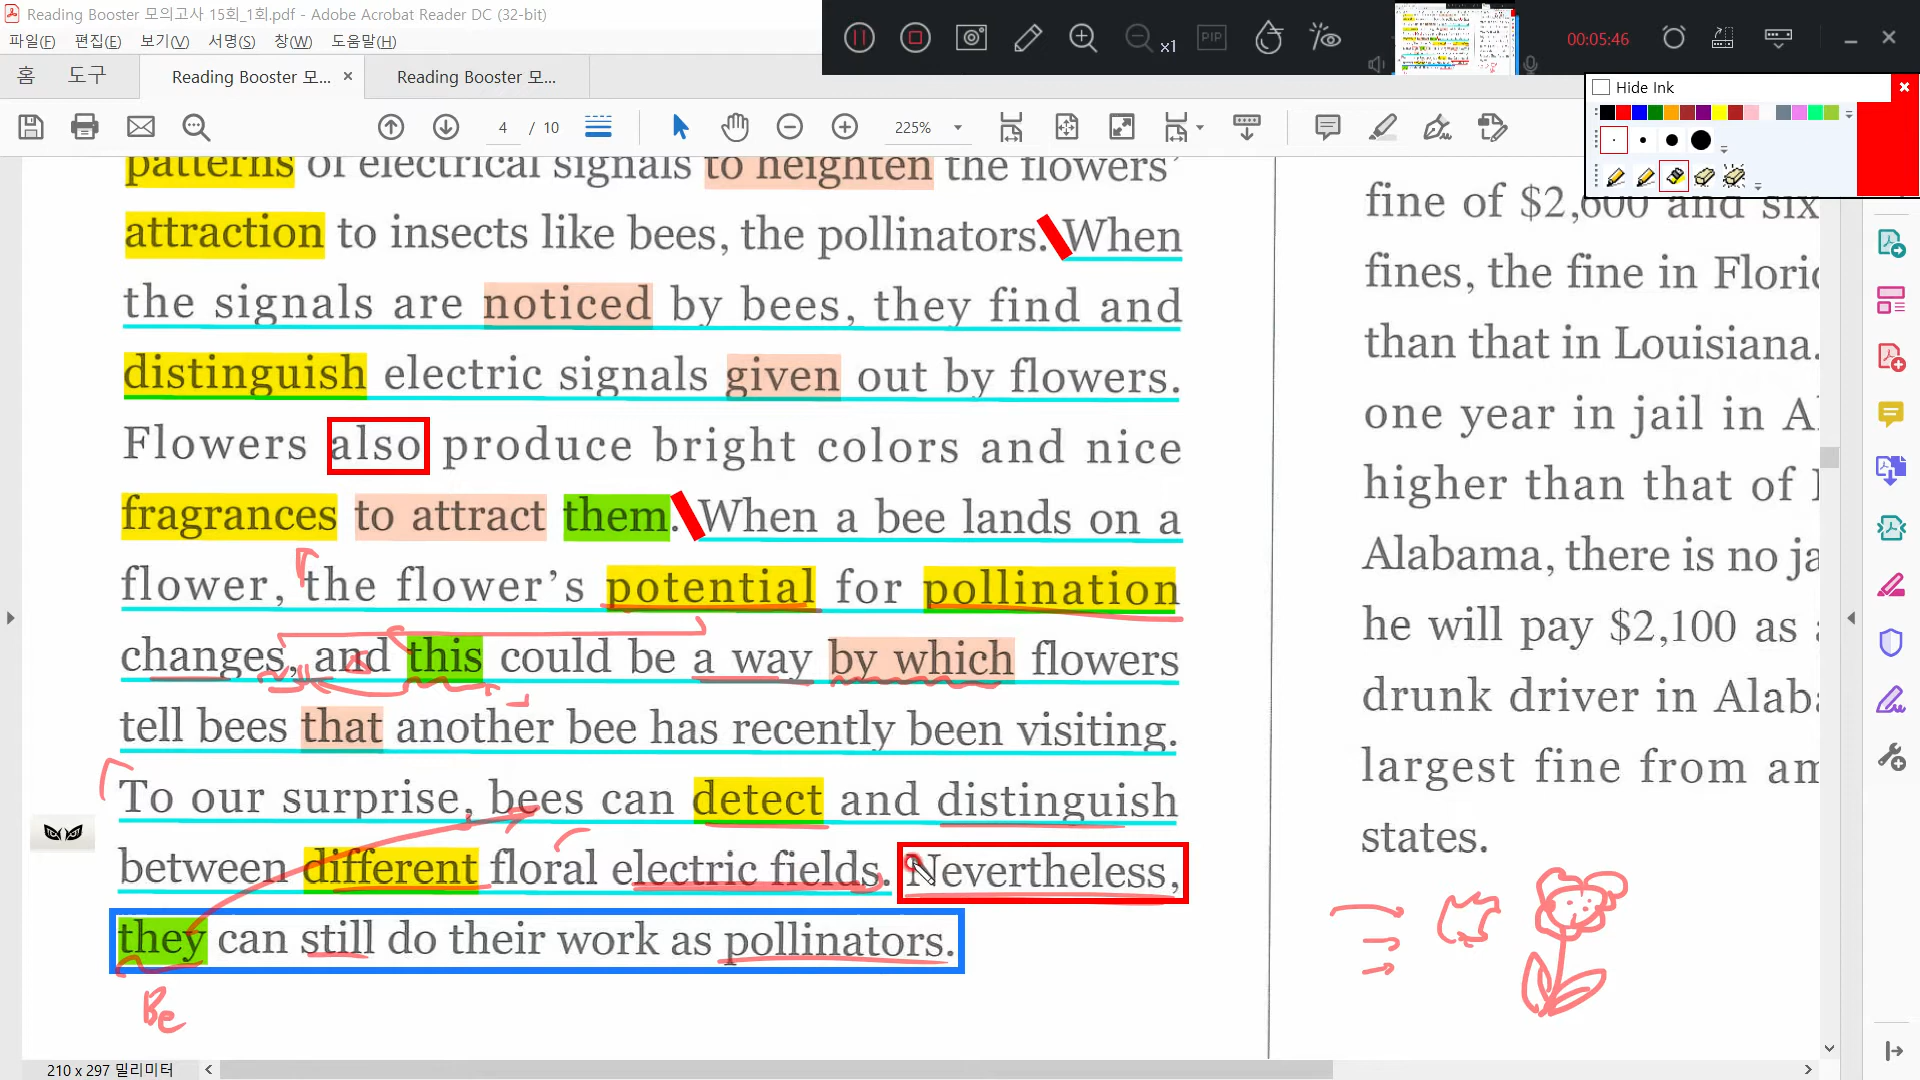 Reading Booster 모의고사 15회_1회.pdf - Adobe Acrobat Reader DC (32-bit)
파일(F) 편집(E) 보기(V) 서명(S) 창(W) 도움말(H)
x1
PIP
00:05:46
홈 도구 Reading Booster 모... × Reading Booster 모...
Hide Ink
4 / 10
225%
patterns of electrical signals to heighten the flowers'
attraction to insects like bees, the pollinators. When
the signals are noticed by bees, they find and
distinguish electric signals given out by flowers.
Flowers also produce bright colors and nice
fragrances to attract them. When a bee lands on a
flower, the flower's potential for pollination
changes, and this could be a way by which flowers
tell bees that another bee has recently been visiting.
To our surprise, bees can detect and distinguish
between different floral electric fields. Nevertheless,
they can still do their work as pollinators.
Be
fine of $2,600 and six
fines, the fine in Flori
than that in Louisiana.
one year in jail in A
higher than that of
Alabama, there is no ja
he will pay $2,100 as
drunk driver in Alab
largest fine from am
states.
210 x 297 밀리미터